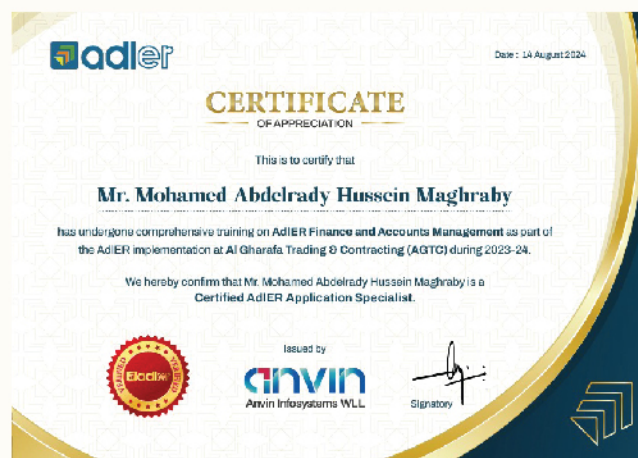 adler
Date : 14 August 2024
CERTIFICATE
OF APPRECIATION
This is to certify that
Mr. Mohamed Abdelrady Hussein Maghraby
has undergone comprehensive training on AdlER Finance and Accounts Management as part of
the AdlER implementation at Al Gharafa Trading & Contracting (AGTC) during 2023-24.
We hereby confirm that Mr. Mohamed Abdelrady Hussein Maghraby is a
Certified AdlER Application Specialist.
VERIFIED
adler
VERIFIED
Issued by
anvin
Anvin Infosystems WLL
Signatory